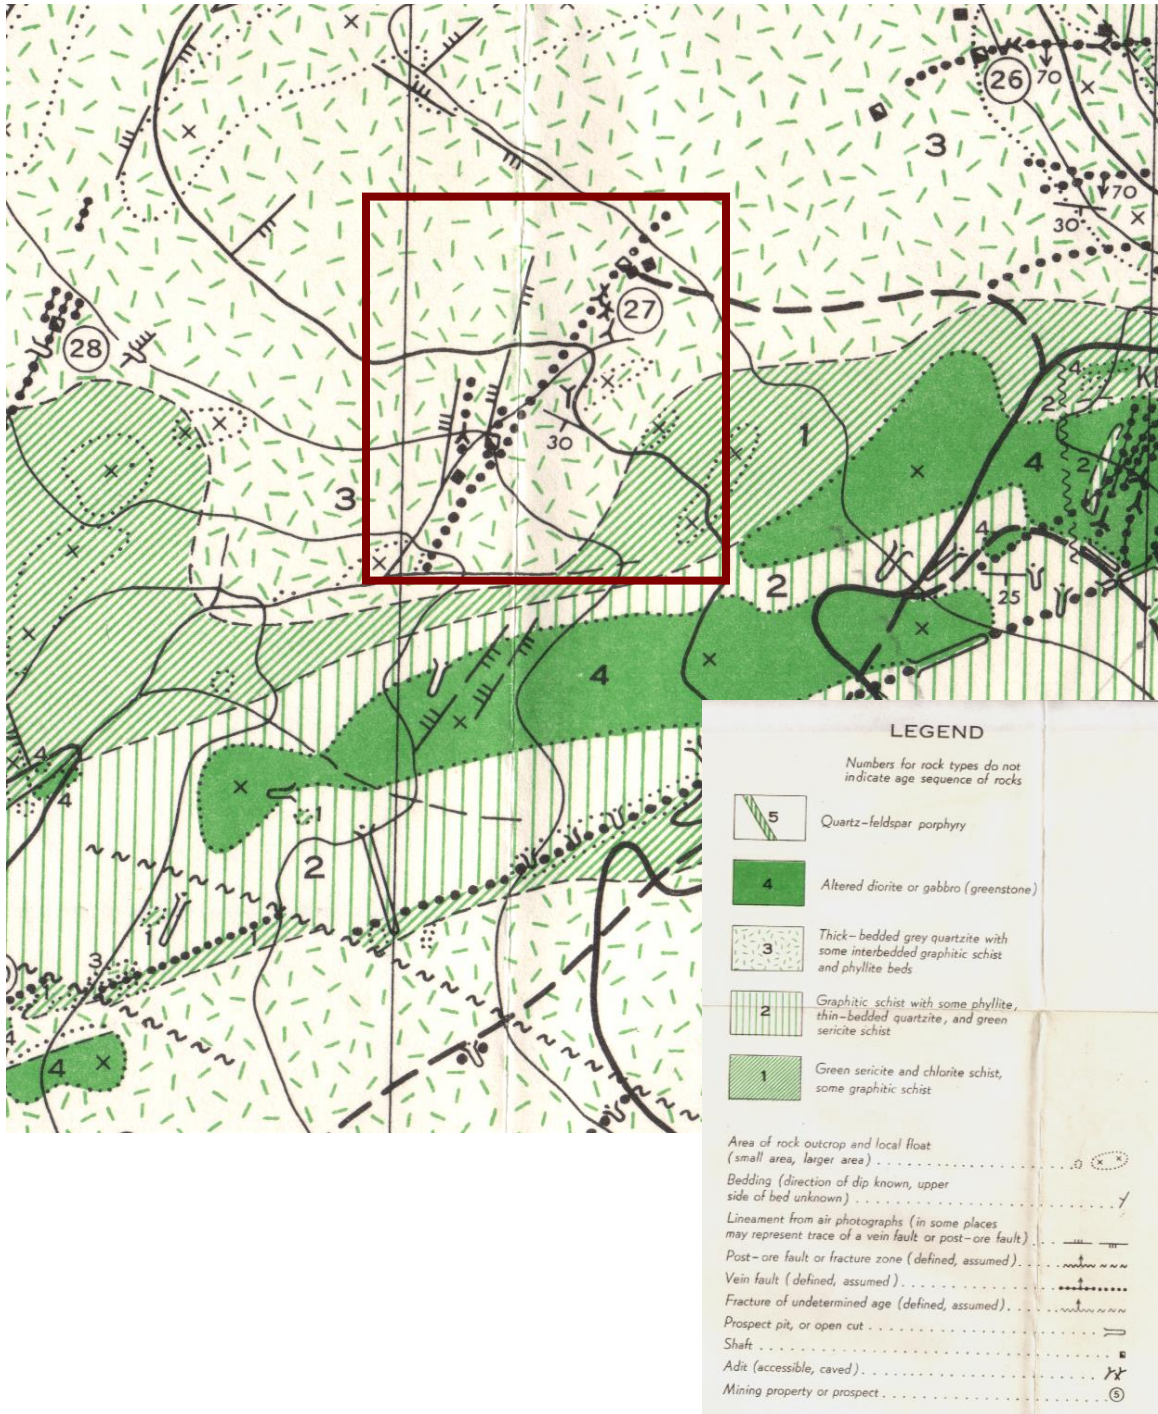 26
70
3
70
30
27
28
4
K
2
30
1
3
4
2
4
2
25
4
4
4
1
2
1
1
3
4
4
LEGEND
Numbers for rock types do not
indicate age sequence of rocks
5 Quartz-feldspar porphyry
4 Altered diorite or gabbro (greenstone)
3 Thick-bedded grey quartzite with
some interbedded graphitic schist
and phyllite beds
2 Graphitic schist with some phyllite,
thin-bedded quartzite, and green
sericite schist
1 Green sericite and chlorite schist,
some graphitic schist
Area of rock outcrop and local float
(small area, larger area)
Bedding (direction of dip known, upper
side of bed unknown)
Lineament from air photographs (in some places
may represent trace of a vein fault or post-ore fault)
Post-ore fault or fracture zone (defined, assumed)
Vein fault (defined, assumed)
Fracture of undetermined age (defined, assumed)
Prospect pit, or open cut
Shaft
Adit (accessible, caved)
Mining property or prospect 5